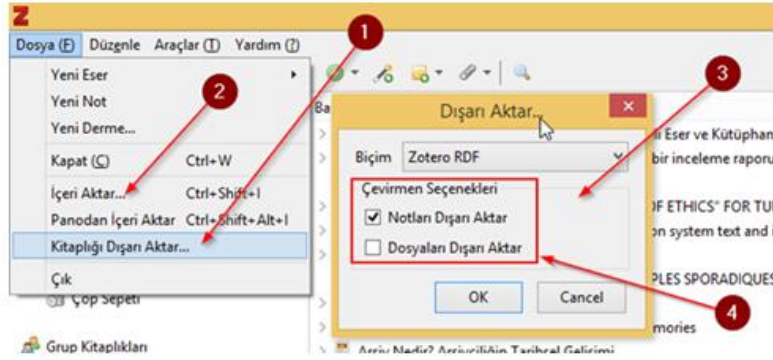 Z
Dosya (F) Düzenle Araçlar (T) Yardım (?)
1
Yeni Eser
Yeni Not
Yeni Derme...
Kapat (C) Ctrl+W
İçeri Aktar... Ctrl+Shift+I
Panodan İçeri Aktar Ctrl+Shift+Alt+I
Kitaplığı Dışarı Aktar...
Çık
Çöp Sepeti
Grup Kitaplıkları
2
Ba
3
Dışarı Aktar...
Biçim Zotero RDF
Çevirmen Seçenekleri
Notları Dışarı Aktar
Dosyaları Dışarı Aktar
OK Cancel
4
li Eser ve Kütüphan
bir inceleme raporu
OF ETHICS" FOR TU
on system text and i
PLES SPORADIQUES
mories
Arşiv Nedir? Arşivciliğin Tarihsel Gelişimi